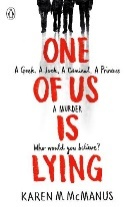 ONE
A Geek. A Jock. A Criminal. A Princess
OF US
A MURDER
IS
Who would you believe?
LYING
KAREN M. McMANUS